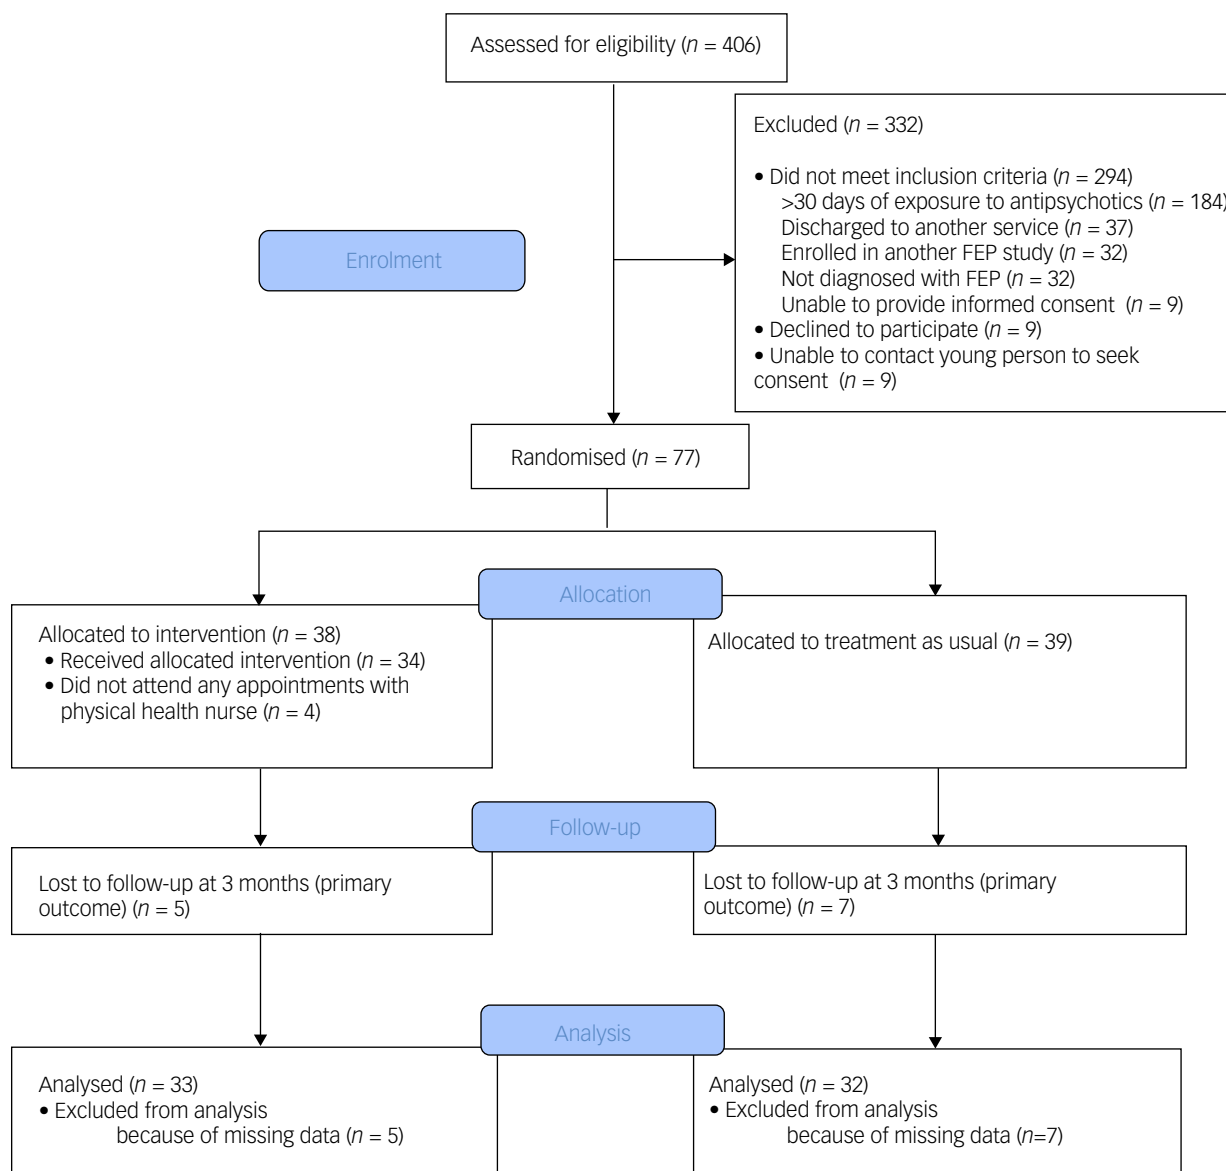 Assessed for eligibility (n = 406)
Excluded (n = 332)
• Did not meet inclusion criteria (n = 294)
>30 days of exposure to antipsychotics (n = 184)
Discharged to another service (n = 37)
Enrolled in another FEP study (n = 32)
Not diagnosed with FEP (n = 32)
Unable to provide informed consent (n = 9)
• Declined to participate (n = 9)
• Unable to contact young person to seek
consent (n = 9)
Enrolment
Randomised (n = 77)
Allocation
Allocated to intervention (n = 38)
• Received allocated intervention (n = 34)
• Did not attend any appointments with
physical health nurse (n = 4)
Allocated to treatment as usual (n = 39)
Follow-up
Lost to follow-up at 3 months (primary
outcome) (n = 5)
Lost to follow-up at 3 months (primary
outcome) (n = 7)
Analysis
Analysed (n = 33)
• Excluded from analysis
because of missing data (n = 5)
Analysed (n = 32)
• Excluded from analysis
because of missing data (n=7)